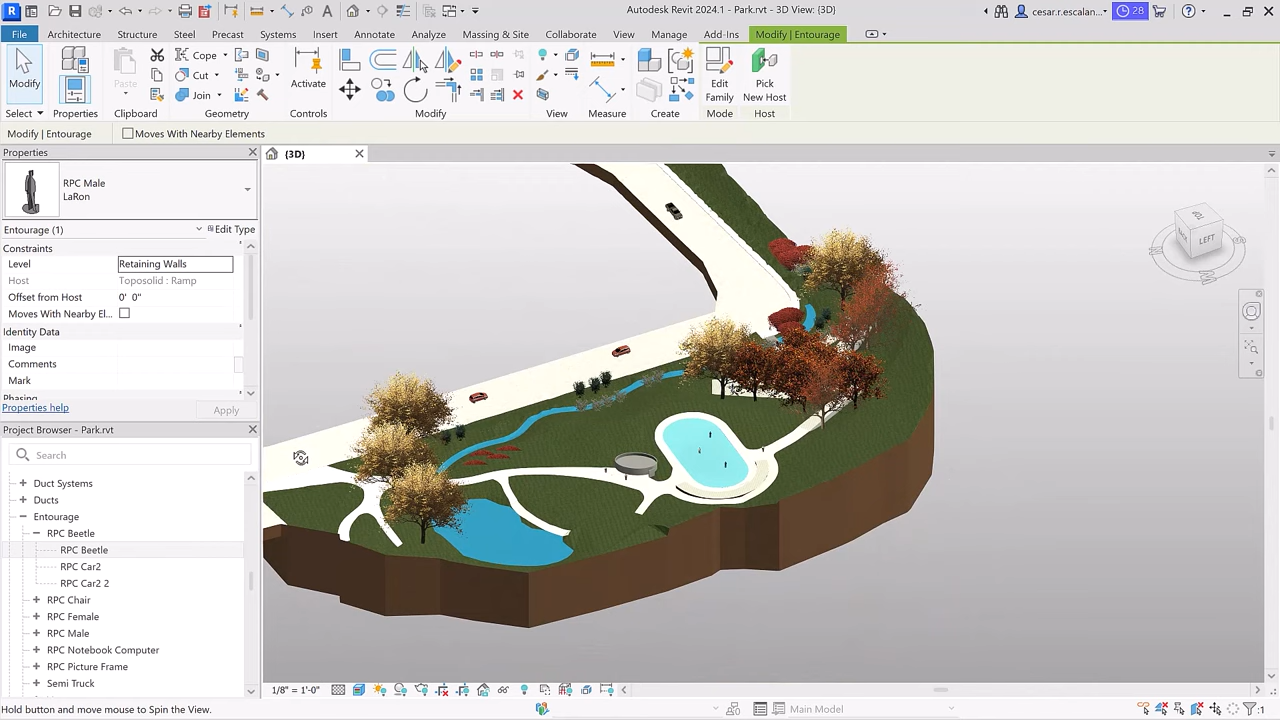 Autodesk Revit 2024.1 - Park.rvt - 3D View: {3D}
cesar.r.escalan...
28
File Architecture Structure Steel Precast Systems Insert Annotate Analyze Massing & Site Collaborate View Manage Add-Ins Modify | Entourage
Modify
Paste
Cope
Cut
Join
Activate
Edit Family
Pick New Host
Select Properties Clipboard Geometry Controls Modify View Measure Create Mode Host
Modify | Entourage
Moves With Nearby Elements
Properties
{3D}
RPC Male
LaRon
Entourage (1)
Edit Type
Constraints
Level Retaining Walls
Host Toposolid : Ramp
Offset from Host 0' 0"
Moves With Nearby El...
Identity Data
Image
Comments
Mark
Properties help
Apply
Project Browser - Park.rvt
Search
Duct Systems
Ducts
Entourage
RPC Beetle
RPC Beetle
RPC Car2
RPC Car2 2
RPC Chair
RPC Female
RPC Male
RPC Notebook Computer
RPC Picture Frame
Semi Truck
LEFT
1/8" = 1'-0"
Hold button and move mouse to Spin the View.
Main Model
:1